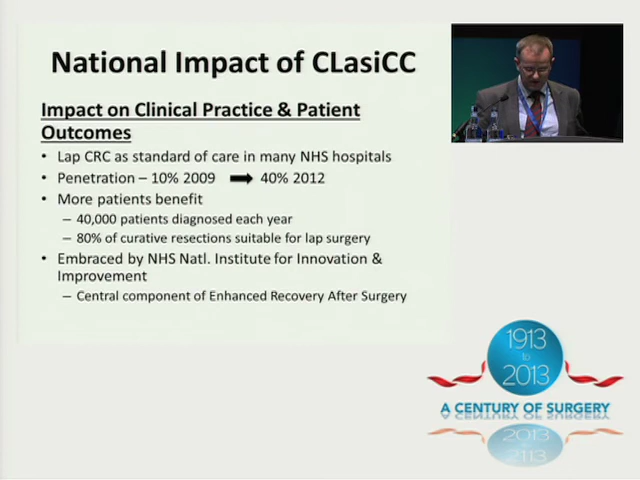 National Impact of CLasiCC
Impact on Clinical Practice & Patient
Outcomes
• Lap CRC as standard of care in many NHS hospitals
• Penetration – 10% 2009 ➡ 40% 2012
• More patients benefit
– 40,000 patients diagnosed each year
– 80% of curative resections suitable for lap surgery
• Embraced by NHS Natl. Institute for Innovation &
Improvement
– Central component of Enhanced Recovery After Surgery
1913
to
2013
A CENTURY OF SURGERY